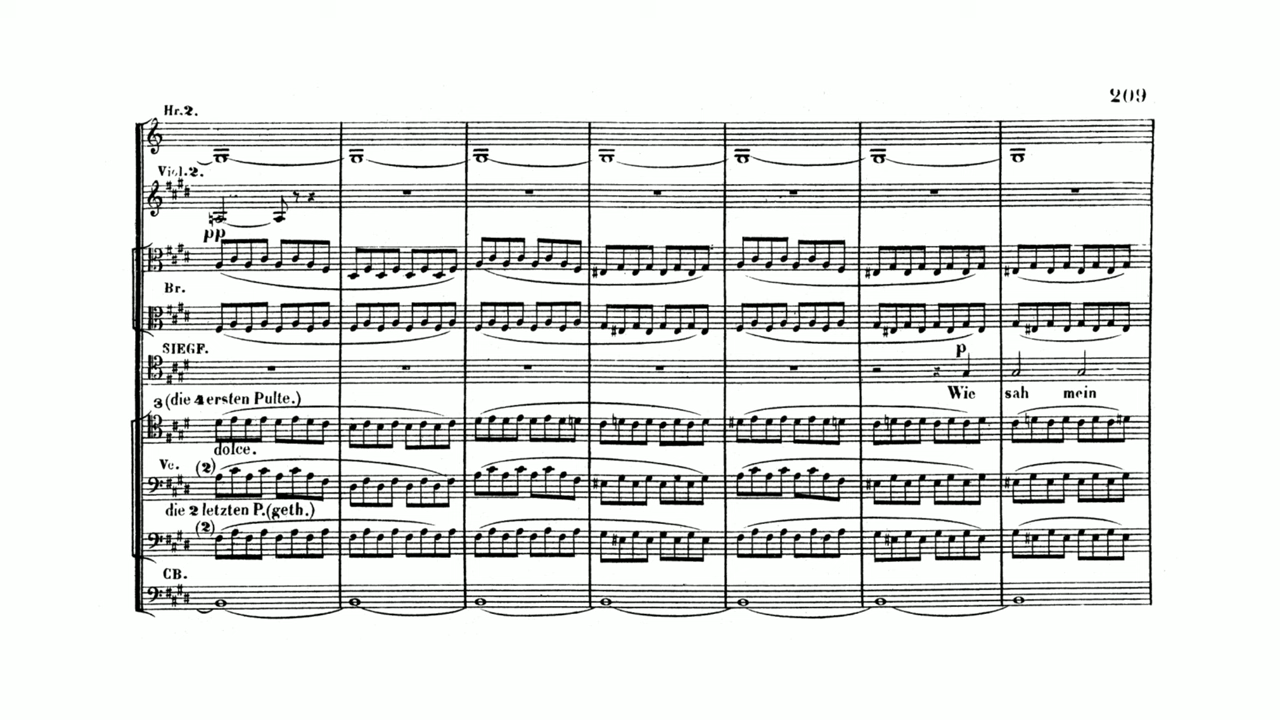 209
Hr.2.
Viol.2.
pp
Br.
SIEGF.
p
Wie sah mein
3 (die 4 ersten Pulte.)
dolce.
Vc. (2)
die 2 letzten P.(geth.)
(2)
CB.